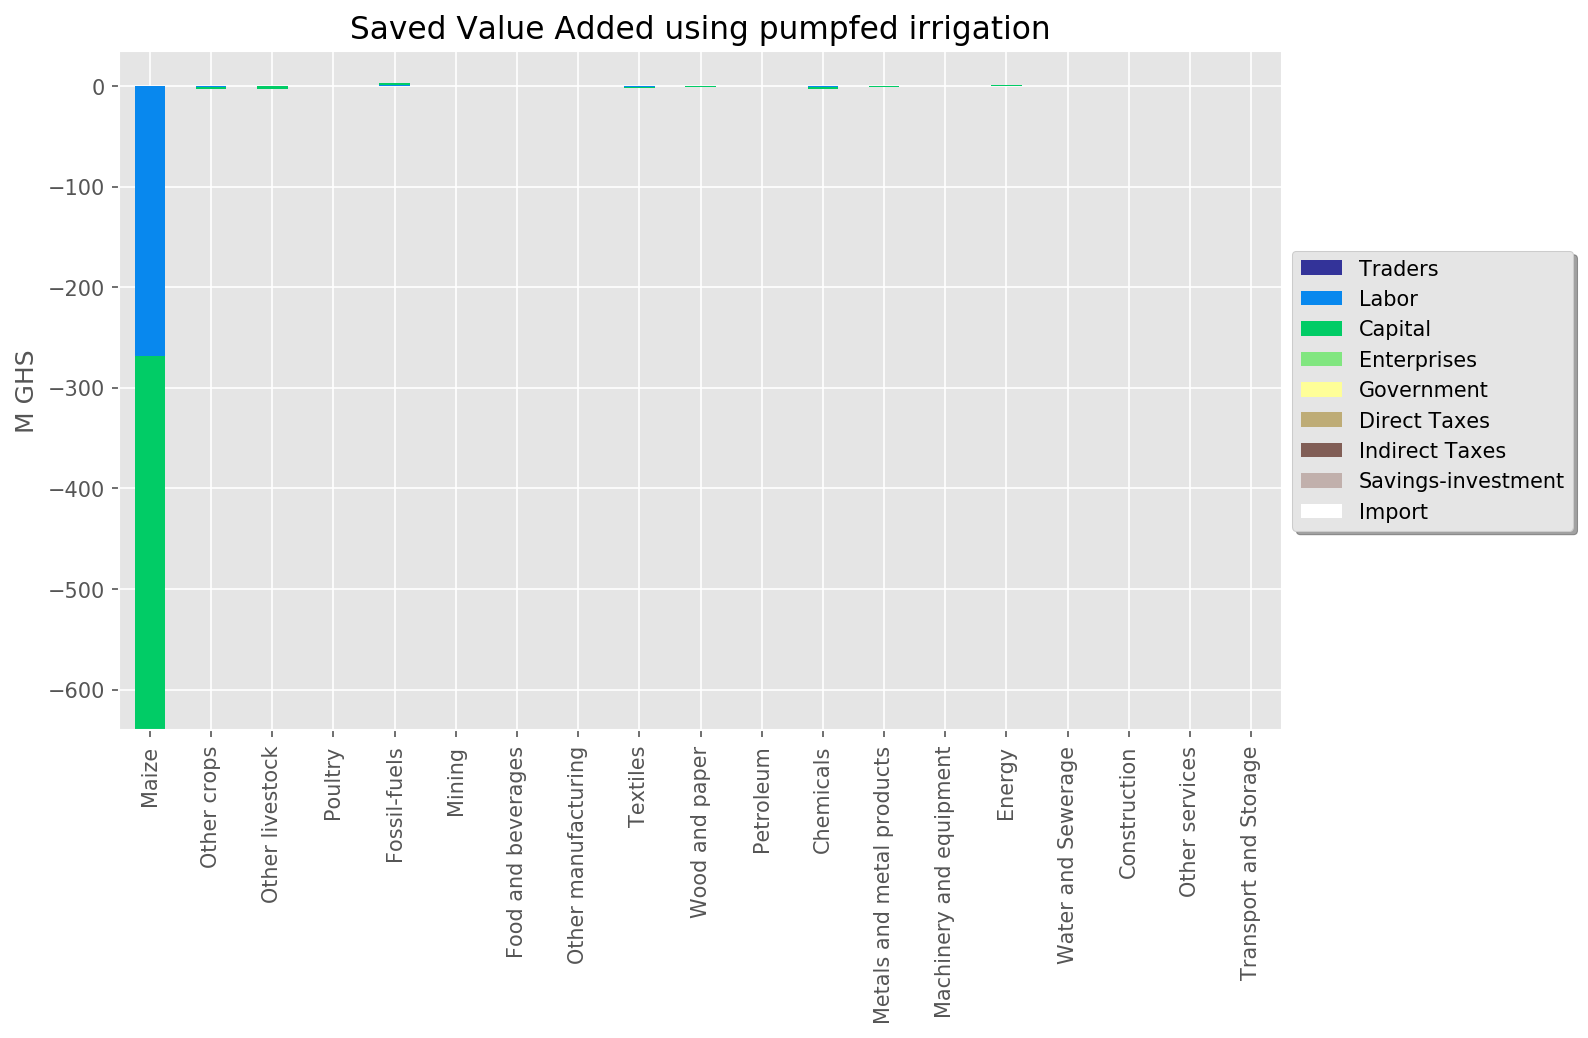 Saved Value Added using pumpfed irrigation
M GHS
0
−100
−200
−300
−400
−500
−600
Maize
Other crops
Other livestock
Poultry
Fossil-fuels
Mining
Food and beverages
Other manufacturing
Textiles
Wood and paper
Petroleum
Chemicals
Metals and metal products
Machinery and equipment
Energy
Water and Sewerage
Construction
Other services
Transport and Storage
Traders
Labor
Capital
Enterprises
Government
Direct Taxes
Indirect Taxes
Savings-investment
Import